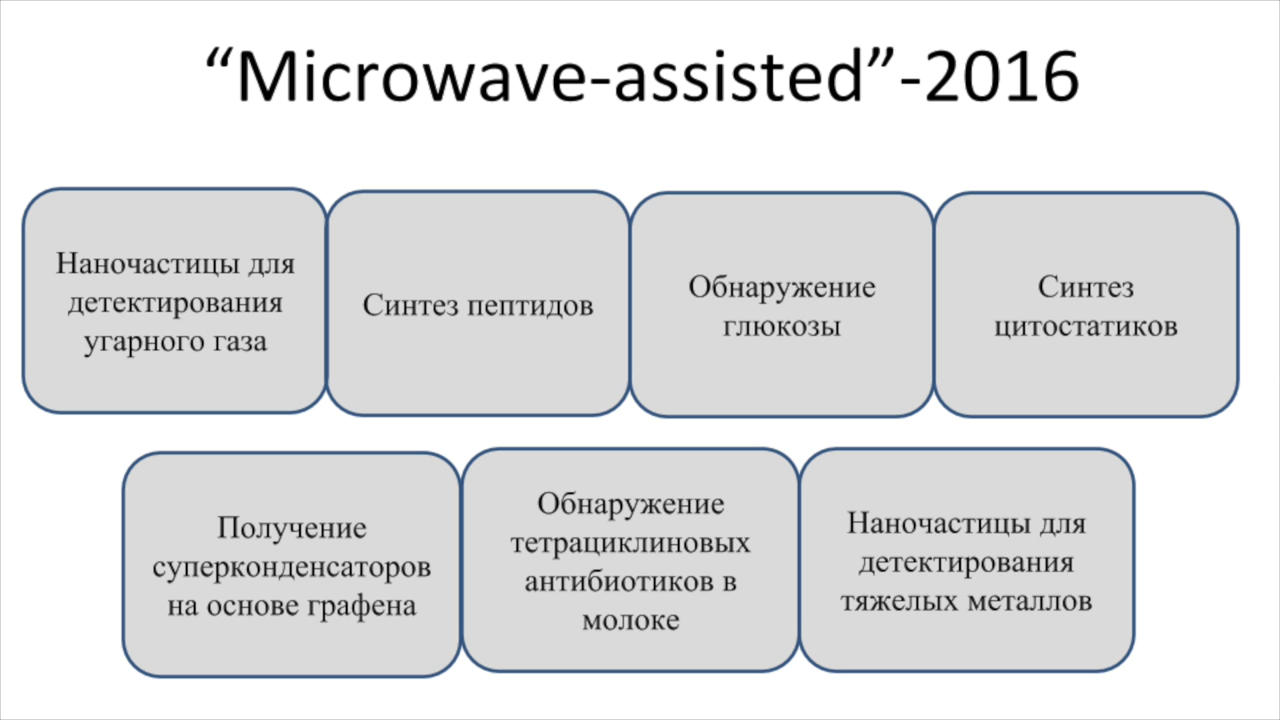 “Microwave-assisted”-2016
Наночастицы для
детектирования
угарного газа
Синтез пептидов
Обнаружение
глюкозы
Синтез
цитостатиков
Получение
суперконденсаторов
на основе графена
Обнаружение
тетрациклиновых
антибиотиков в
молоке
Наночастицы для
детектирования
тяжелых металлов